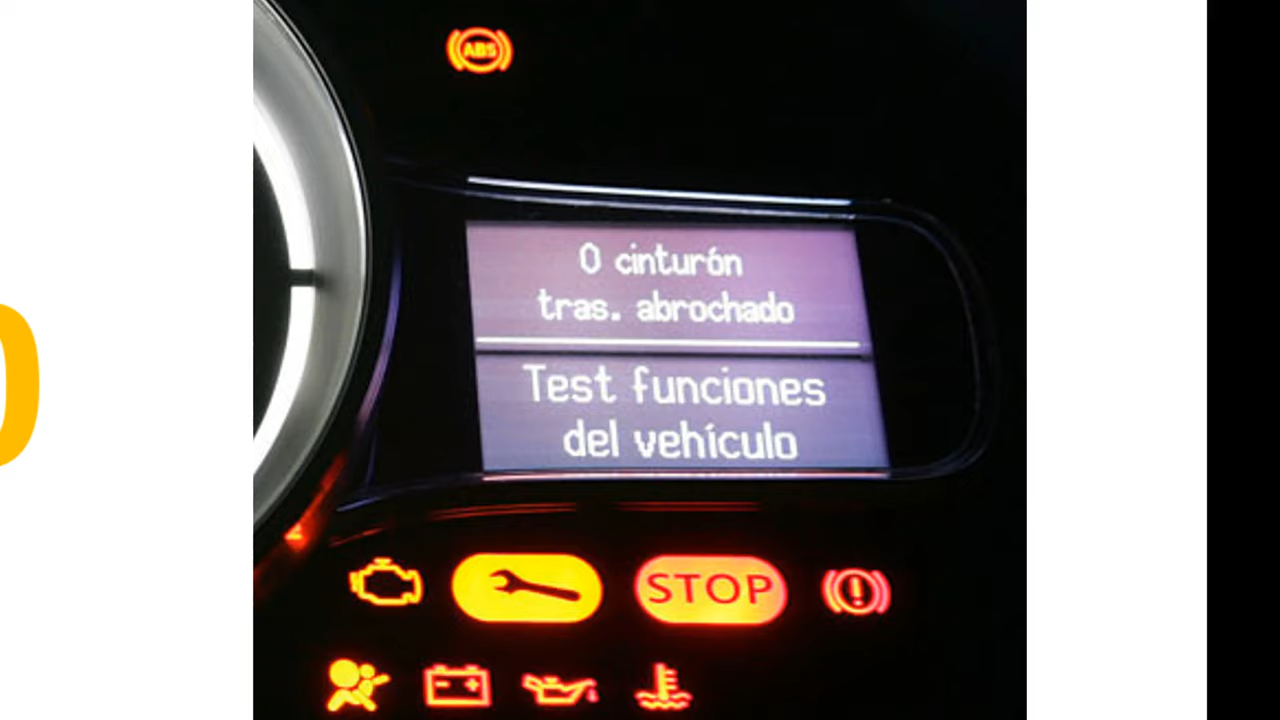 ABS
0 cinturón
tras. abrochado
Test funciones
del vehículo
STOP